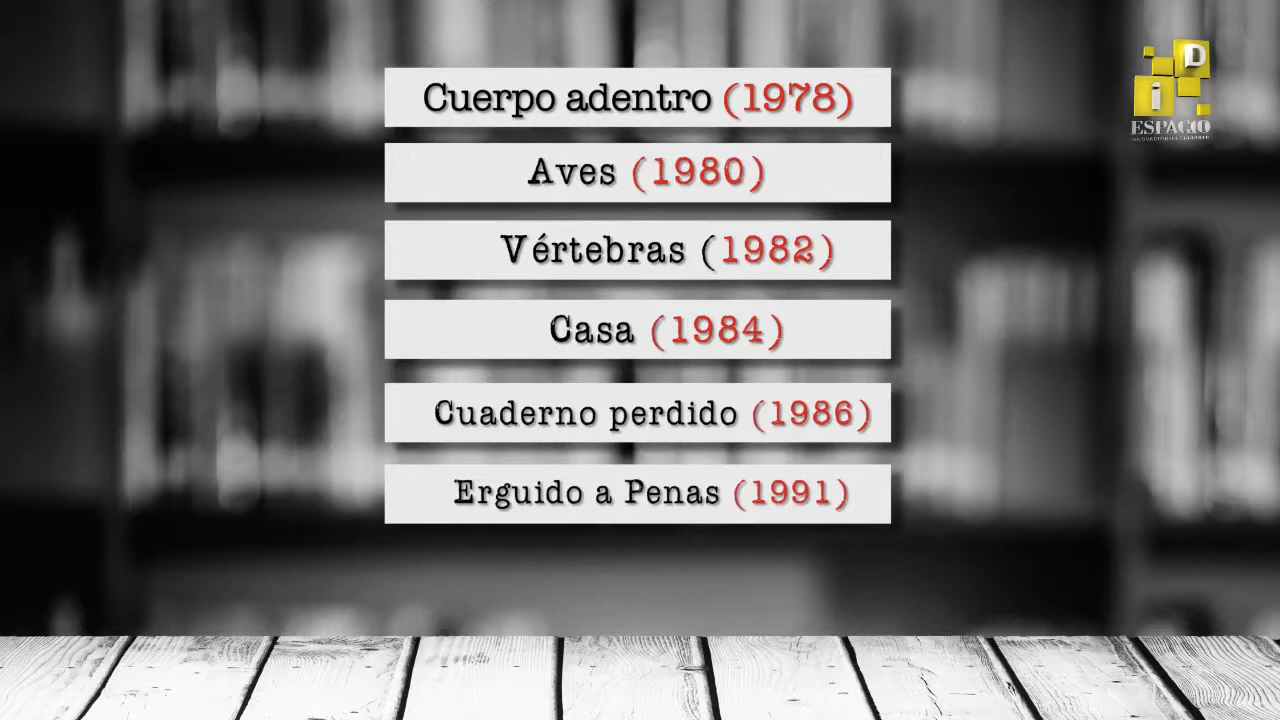 Cuerpo adentro (1978)
Aves (1980)
Vértebras (1982)
Casa (1984)
Cuaderno perdido (1986)
Erguido a Penas (1991)
D
i
ESPACIO